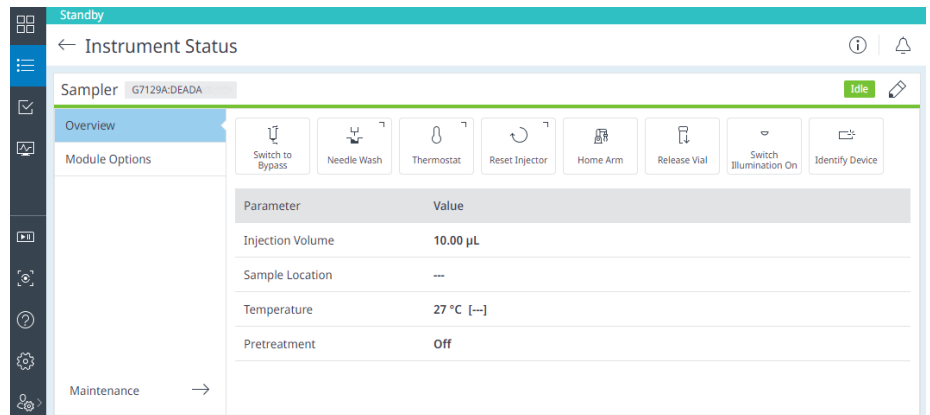 Standby
← Instrument Status
Sampler G7129A:DEADA
Idle
Overview
Module Options
Switch to
Bypass
Needle Wash
Thermostat
Reset Injector
Home Arm
Release Vial
Switch
Illumination On
Identify Device
Parameter Value
Injection Volume 10.00 µL
Sample Location ---
Temperature 27 °C [---]
Pretreatment Off
Maintenance →